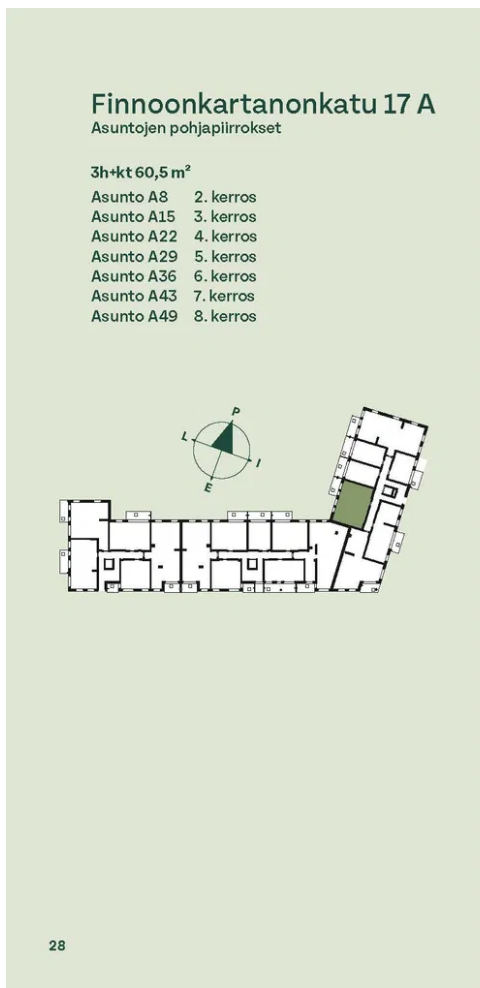 Finnoonkartanonkatu 17 A
Asuntojen pohjapiirrokset
3h+kt 60,5 m²
Asunto A8 2. kerros
Asunto A15 3. kerros
Asunto A22 4. kerros
Asunto A29 5. kerros
Asunto A36 6. kerros
Asunto A43 7. kerros
Asunto A49 8. kerros
P
L
I
E
28